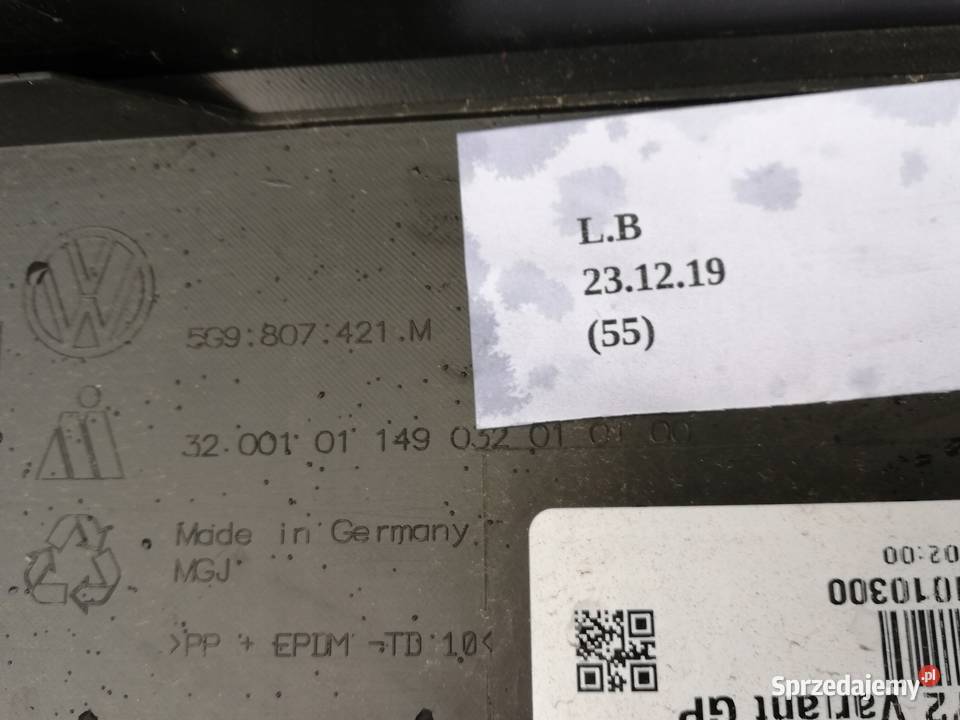 L.B
23.12.19
(55)
5G9.807.421.M
32.001 01 149 032 01 01 00
Made in Germany
MGJ
>PP + EPDM -TD 10<
02:00
010300
72 Variant GP
Sprzedajemy.pl